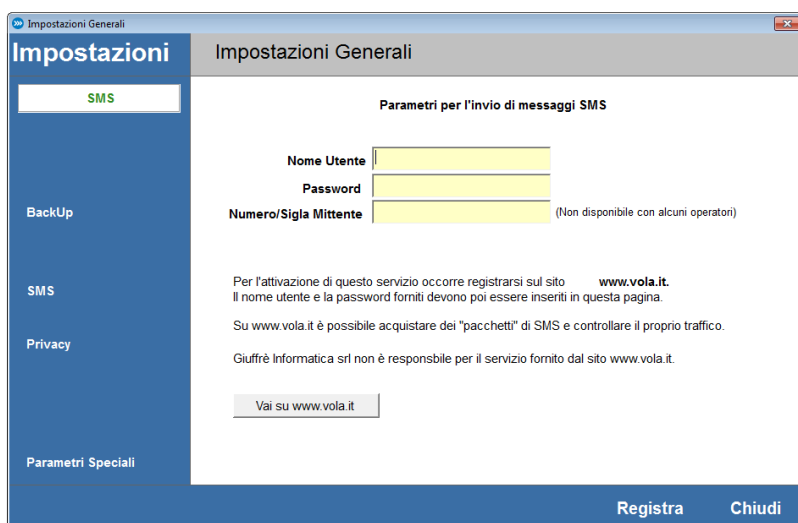 Impostazioni Generali
Impostazioni
Impostazioni Generali
SMS
BackUp
SMS
Privacy
Parametri Speciali
Parametri per l'invio di messaggi SMS
Nome Utente
Password
Numero/Sigla Mittente (Non disponibile con alcuni operatori)
Per l'attivazione di questo servizio occorre registrarsi sul sito www.vola.it.
Il nome utente e la password forniti devono poi essere inseriti in questa pagina.
Su www.vola.it è possibile acquistare dei "pacchetti" di SMS e controllare il proprio traffico.
Giuffrè Informatica srl non è responsbile per il servizio fornito dal sito www.vola.it.
Vai su www.vola.it
Registra Chiudi